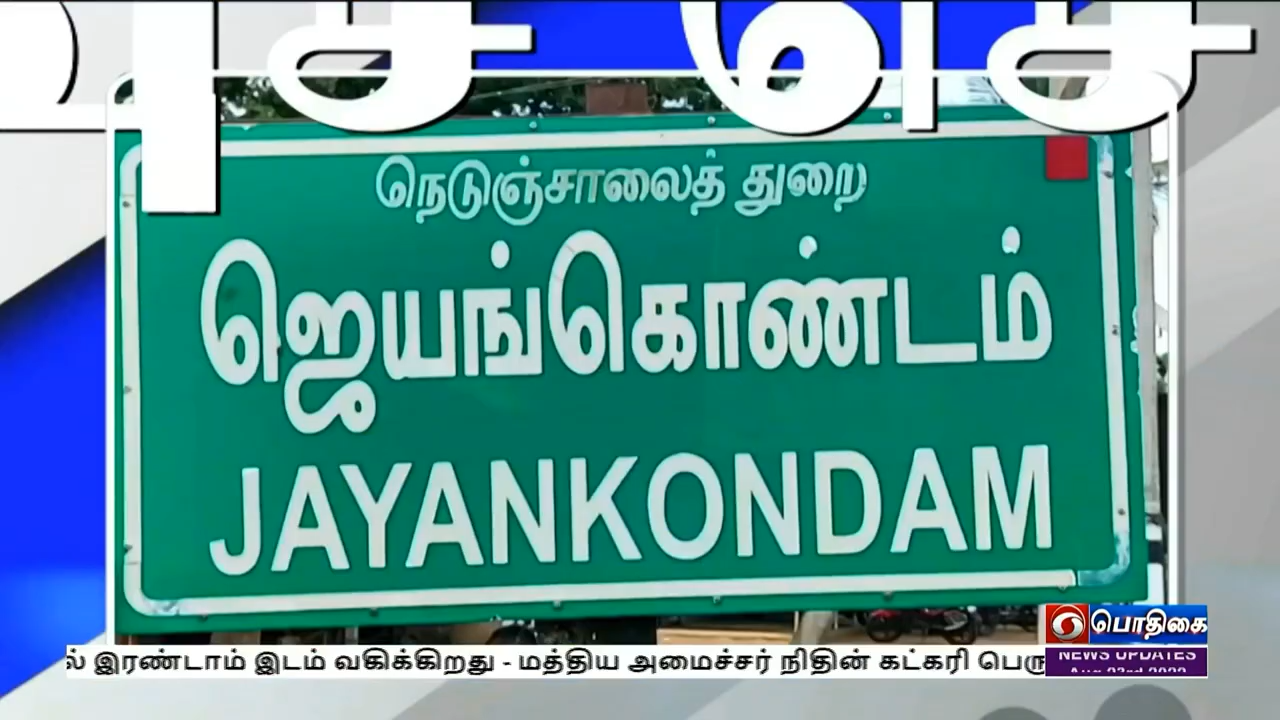 நெடுஞ்சாலைத் துறை
ஜெயங்கொண்டம்
JAYANKONDAM
பொதிகை
இரண்டாம் இடம் வகிக்கிறது - மத்திய அமைச்சர் நிதின் கட்கரி
NEWS UPDATES